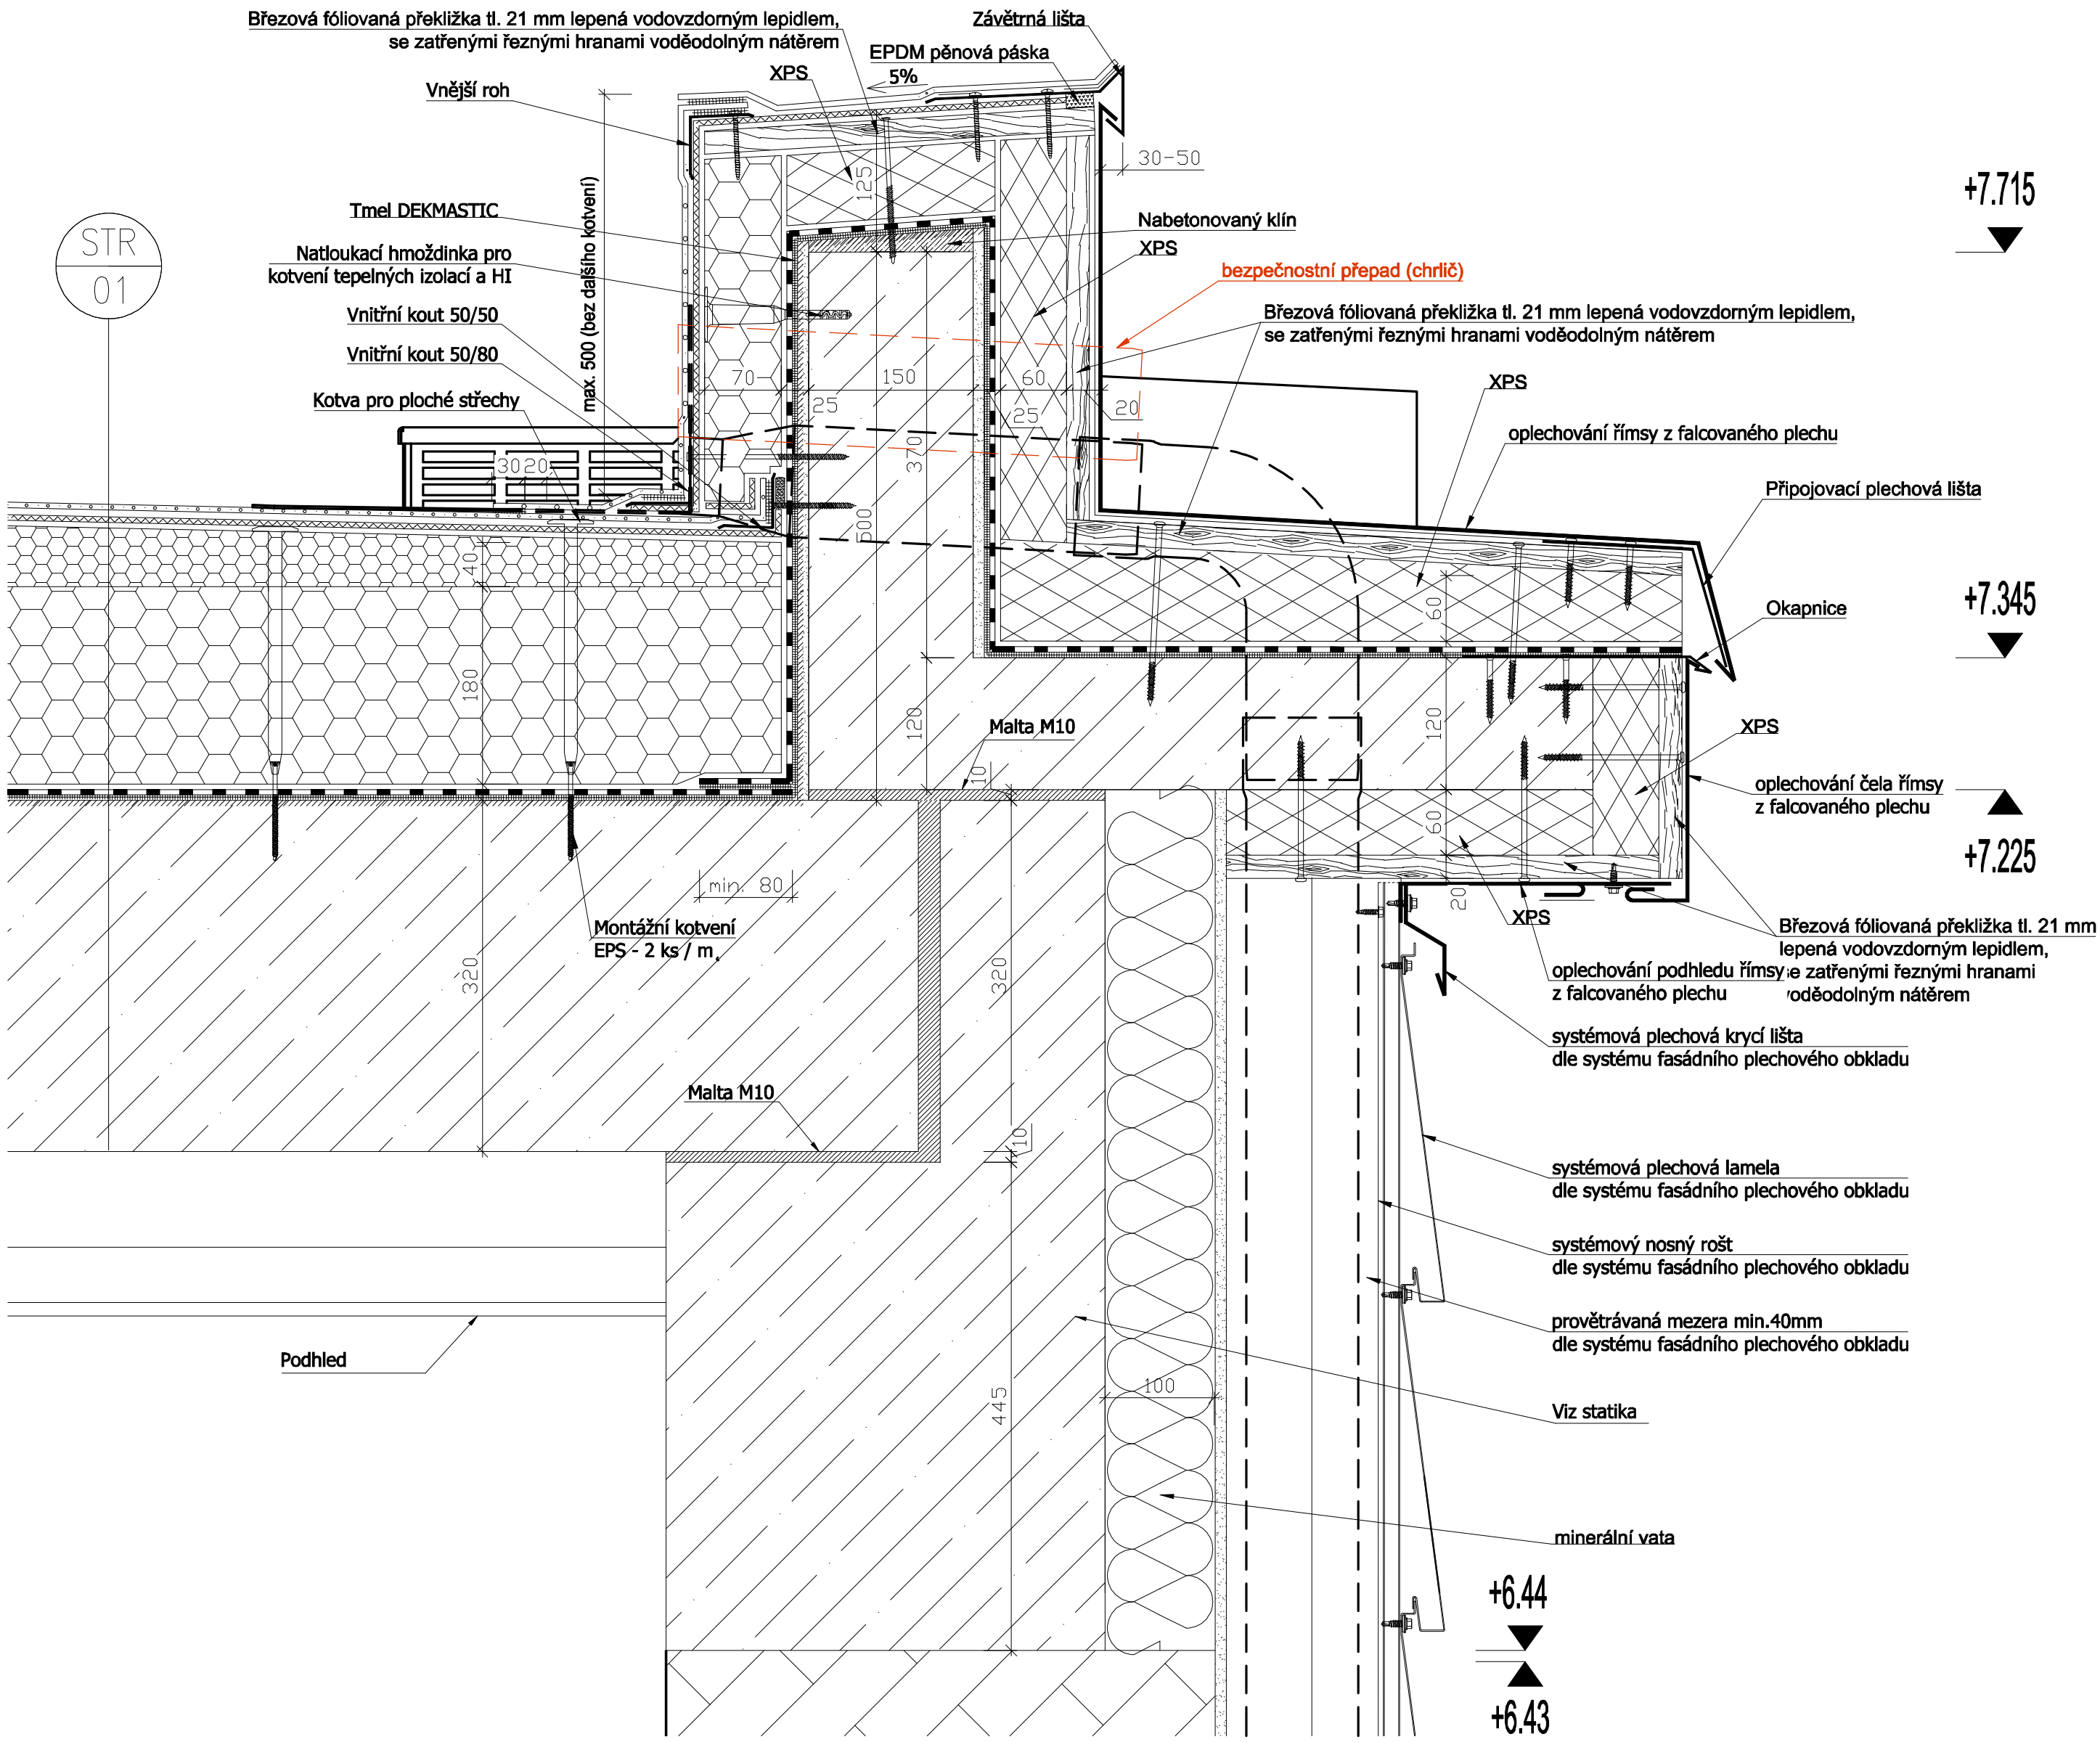 Březová fóliovaná překližka tl. 21 mm lepená vodovzdorným lepidlem,
se zatřenými řeznými hranami voděodolným nátěrem
Závětrná lišta
EPDM pěnová páska
XPS
5%
Vnější roh
30-50
+7.715
125
max. 500 (bez dalšího kotvení)
Tmel DEKMASTIC
Nabetonovaný klín
XPS
STR
01
Natloukací hmoždinka pro
kotvení tepelných izolací a HI
bezpečnostní přepad (chrlič)
Vnitřní kout 50/50
Březová fóliovaná překližka tl. 21 mm lepená vodovzdorným lepidlem,
se zatřenými řeznými hranami voděodolným nátěrem
Vnitřní kout 50/80
70
150
60
XPS
Kotva pro ploché střechy
25
25
20
oplechování římsy z falcovaného plechu
370
3020
Připojovací plechová lišta
500
40
60
+7.345
Okapnice
180
120
Malta M10
120
XPS
10
oplechování čela římsy
z falcovaného plechu
60
+7.225
min. 80
20
XPS
Montážní kotvení
EPS - 2 ks / m
Březová fóliovaná překližka tl. 21 mm
lepená vodovzdorným lepidlem,
se zatřenými řeznými hranami
voděodolným nátěrem
320
320
oplechování podhledu římsy
z falcovaného plechu
systémová plechová krycí lišta
dle systému fasádního plechového obkladu
Malta M10
10
systémová plechová lamela
dle systému fasádního plechového obkladu
systémový nosný rošt
dle systému fasádního plechového obkladu
provětrávaná mezera min.40mm
dle systému fasádního plechového obkladu
Podhled
445
100
Viz statika
minerální vata
+6.44
+6.43